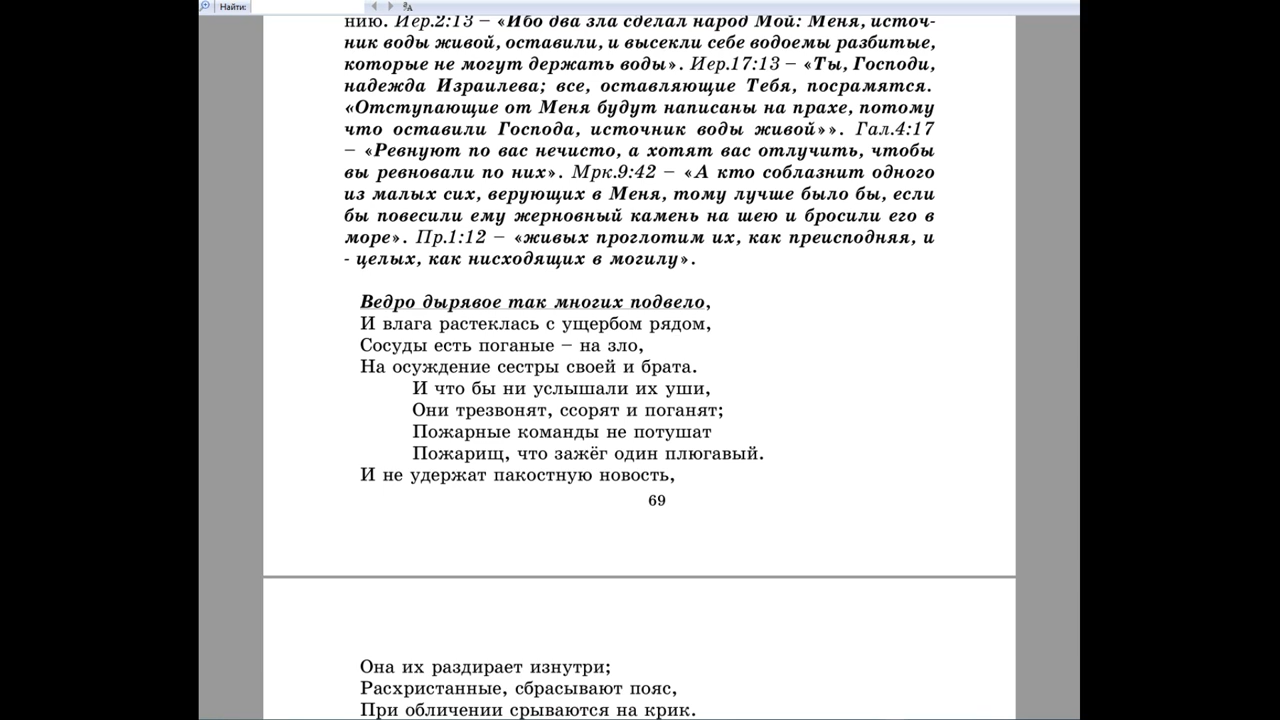 Найти:
нию. Иер.2:13 – «Ибо два зла сделал народ Мой: Меня, источ-
ник воды живой, оставили, и высекли себе водоемы разбитые,
которые не могут держать воды». Иер.17:13 – «Ты, Господи,
надежда Израилева; все, оставляющие Тебя, посрамятся.
«Отступающие от Меня будут написаны на прахе, потому
что оставили Господа, источник воды живой»». Гал.4:17
– «Ревнуют по вас нечисто, а хотят вас отлучить, чтобы
вы ревновали по них». Мрк.9:42 – «А кто соблазнит одного
из малых сих, верующих в Меня, тому лучше было бы, если
бы повесили ему жерновный камень на шею и бросили его в
море». Пр.1:12 – «живых проглотим их, как преисподняя, и
- целых, как нисходящих в могилу».
Ведро дырявое так многих подвело,
И влага растеклась с ущербом рядом,
Сосуды есть поганые – на зло,
На осуждение сестры своей и брата.
И что бы ни услышали их уши,
Они трезвонят, ссорят и поганят;
Пожарные команды не потушат
Пожарищ, что зажёг один плюгавый.
И не удержат пакостную новость,
69
Она их раздирает изнутри;
Расхристанные, сбрасывают пояс,
При обличении срываются на крик.